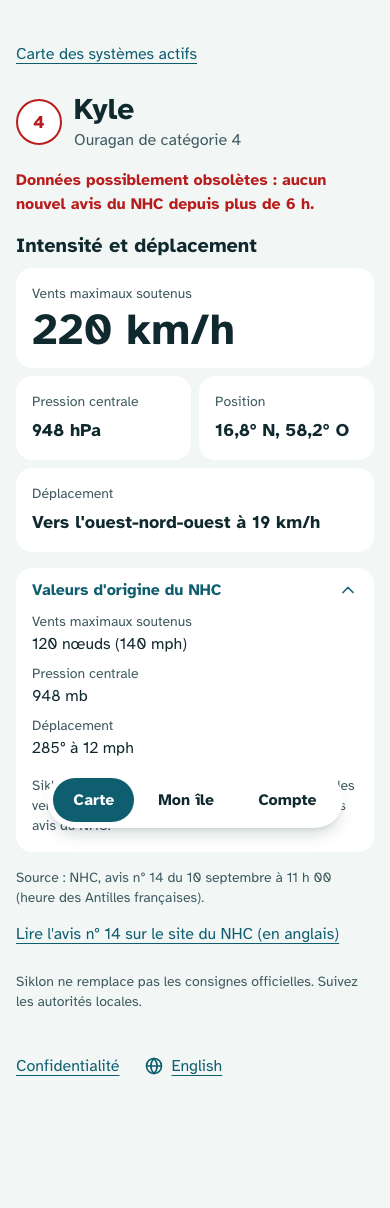 Carte des systèmes actifs
4
Kyle
Ouragan de catégorie 4
Données possiblement obsolètes : aucun
nouvel avis du NHC depuis plus de 6 h.
Intensité et déplacement
Vents maximaux soutenus
220 km/h
Pression centrale
948 hPa
Position
16,8° N, 58,2° O
Déplacement
Vers l'ouest-nord-ouest à 19 km/h
Valeurs d'origine du NHC
Vents maximaux soutenus
120 nœuds (140 mph)
Pression centrale
948 mb
Déplacement
285° à 12 mph
Carte
Mon île
Compte
avis du NHC.
Source : NHC, avis n° 14 du 10 septembre à 11 h 00
(heure des Antilles françaises).
Lire l'avis n° 14 sur le site du NHC (en anglais)
Siklon ne remplace pas les consignes officielles. Suivez
les autorités locales.
Confidentialité
English